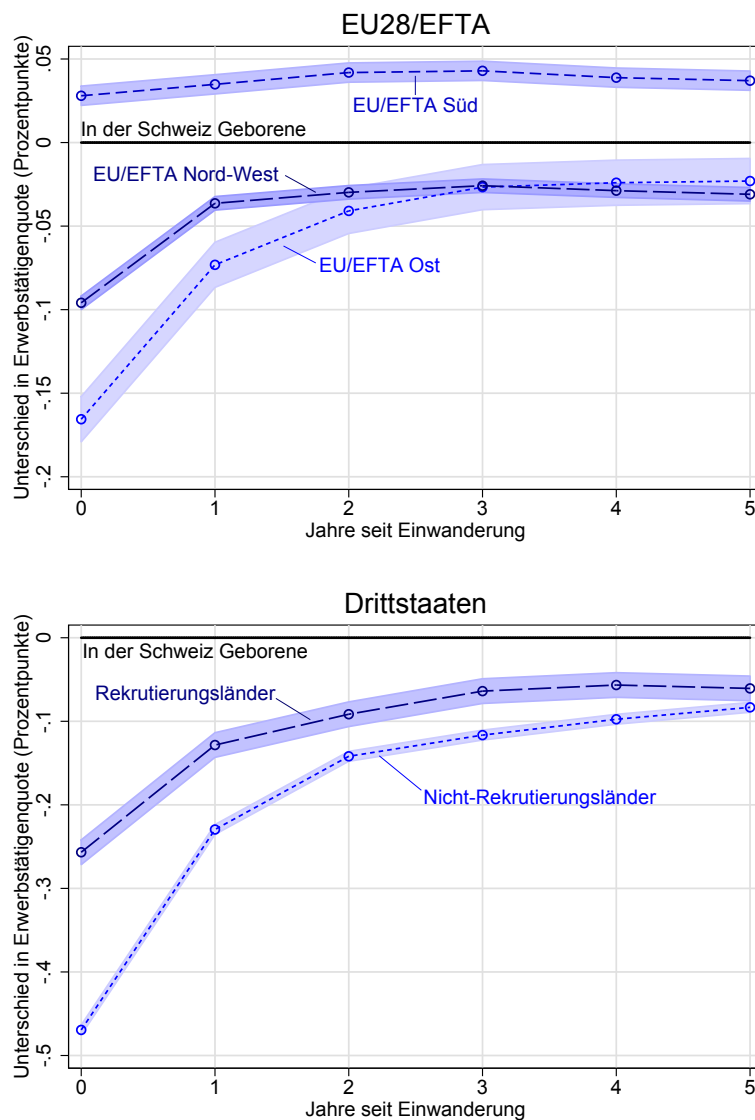 EU28/EFTA
Unterschied in Erwerbstätigenquote (Prozentpunkte)
.05
0
-.05
-.1
-.15
-.2
EU/EFTA Süd
In der Schweiz Geborene
EU/EFTA Nord-West
EU/EFTA Ost
0 1 2 3 4 5
Jahre seit Einwanderung
Drittstaaten
Unterschied in Erwerbstätigenquote (Prozentpunkte)
0
-.1
-.2
-.3
-.4
-.5
In der Schweiz Geborene
Rekrutierungsländer
Nicht-Rekrutierungsländer
0 1 2 3 4 5
Jahre seit Einwanderung